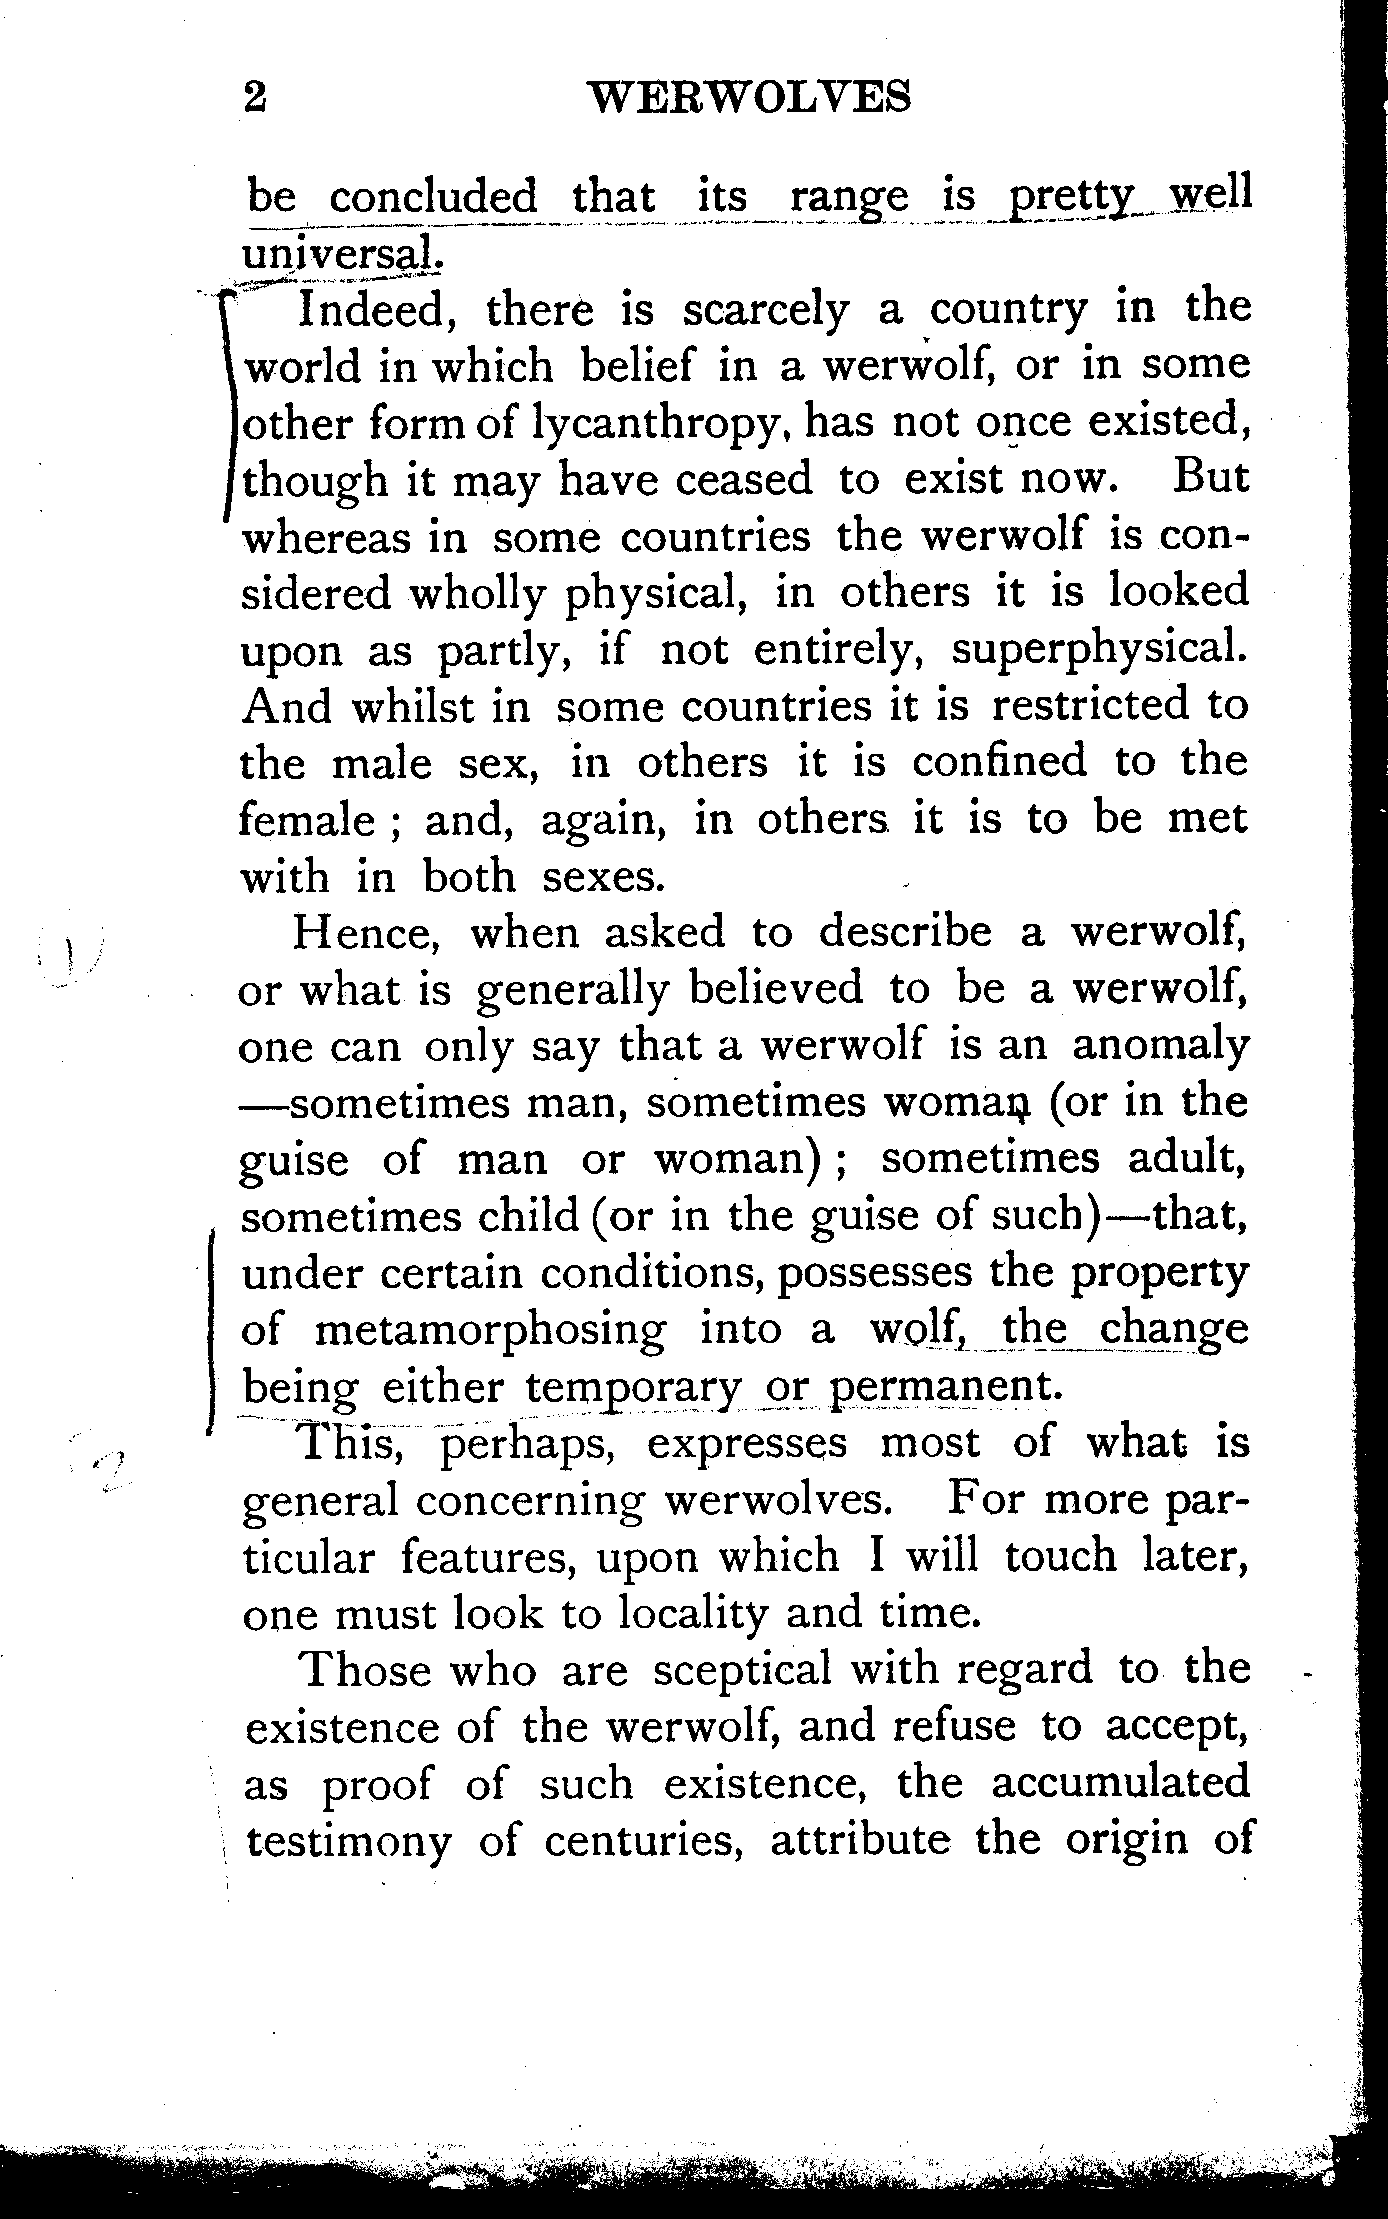 2 WERWOLVES
be concluded that its range is pretty well
universal.
Indeed, there is scarcely a country in the
world in which belief in a werwolf, or in some
other form of lycanthropy, has not once existed,
though it may have ceased to exist now. But
whereas in some countries the werwolf is con-
sidered wholly physical, in others it is looked
upon as partly, if not entirely, superphysical.
And whilst in some countries it is restricted to
the male sex, in others it is confined to the
female ; and, again, in others it is to be met
with in both sexes.
Hence, when asked to describe a werwolf,
1
or what is generally believed to be a werwolf,
one can only say that a werwolf is an anomaly
—sometimes man, sometimes woman (or in the
guise of man or woman) ; sometimes adult,
sometimes child (or in the guise of such)—that,
under certain conditions, possesses the property
of metamorphosing into a wolf, the change
being either temporary or permanent.
This, perhaps, expresses most of what is
2
general concerning werwolves. For more par-
ticular features, upon which I will touch later,
one must look to locality and time.
Those who are sceptical with regard to the
existence of the werwolf, and refuse to accept,
as proof of such existence, the accumulated
testimony of centuries, attribute the origin of